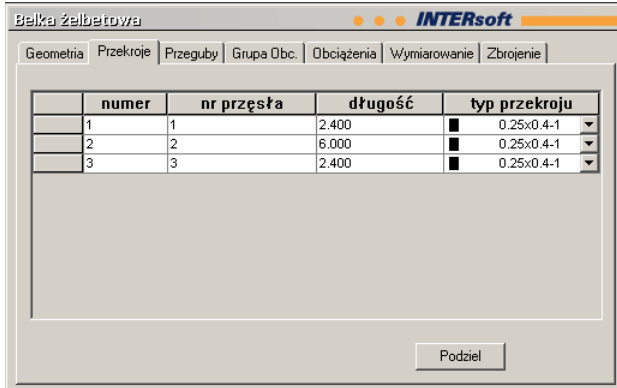 Belka żelbetowa INTERsoft
Geometria Przekroje Przeguby Grupa Obc. Obciążenia Wymiarowanie Zbrojenie
numer nr przęsła długość typ przekroju
1 1 2.400 0.25x0.4-1
2 2 6.000 0.25x0.4-1
3 3 2.400 0.25x0.4-1
Podziel